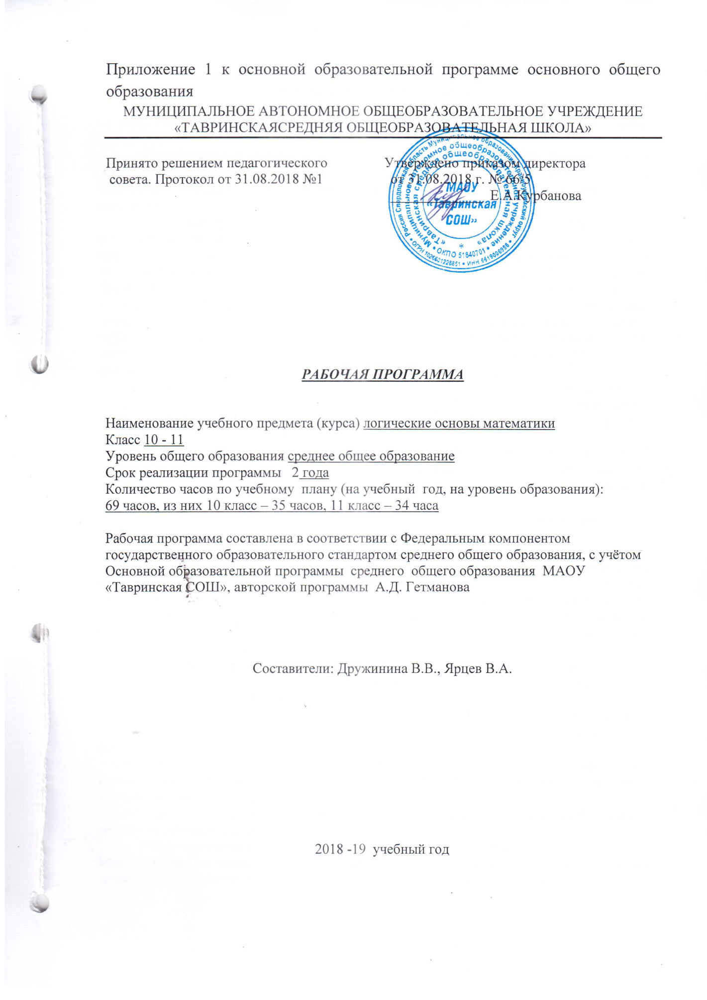 Приложение 1 к основной образовательной программе основного общего
образования
МУНИЦИПАЛЬНОЕ АВТОНОМНОЕ ОБЩЕОБРАЗОВАТЕЛЬНОЕ УЧРЕЖДЕНИЕ
«ТАВРИНСКАЯСРЕДНЯЯ ОБЩЕОБРАЗОВАТЕЛЬНАЯ ШКОЛА»
Принято решением педагогического
совета. Протокол от 31.08.2018 №1
Утверждено приказом директора
от 31.08.2018 г. № 66/5
Е.А.Курбанова
Россия Свердловская область Муниципальное образование Красноуфимский округ
• ОГРН 1026601228851 • ИНН 6619006986 •
Муниципальное автономное общеобразовательное учреждение
• ОКПО 51840701 •
«Тавринская средняя общеобразовательная школа»
*
МАОУ
«Тавринская
СОШ»
РАБОЧАЯ ПРОГРАММА
Наименование учебного предмета (курса) логические основы математики
Класс 10 - 11
Уровень общего образования среднее общее образование
Срок реализации программы 2 года
Количество часов по учебному плану (на учебный год, на уровень образования):
69 часов, из них 10 класс – 35 часов, 11 класс – 34 часа
Рабочая программа составлена в соответствии с Федеральным компонентом
государственного образовательного стандартом среднего общего образования, с учётом
Основной образовательной программы среднего общего образования МАОУ
«Тавринская СОШ», авторской программы А.Д. Гетманова
Составители: Дружинина В.В., Ярцев В.А.
2018 -19 учебный год